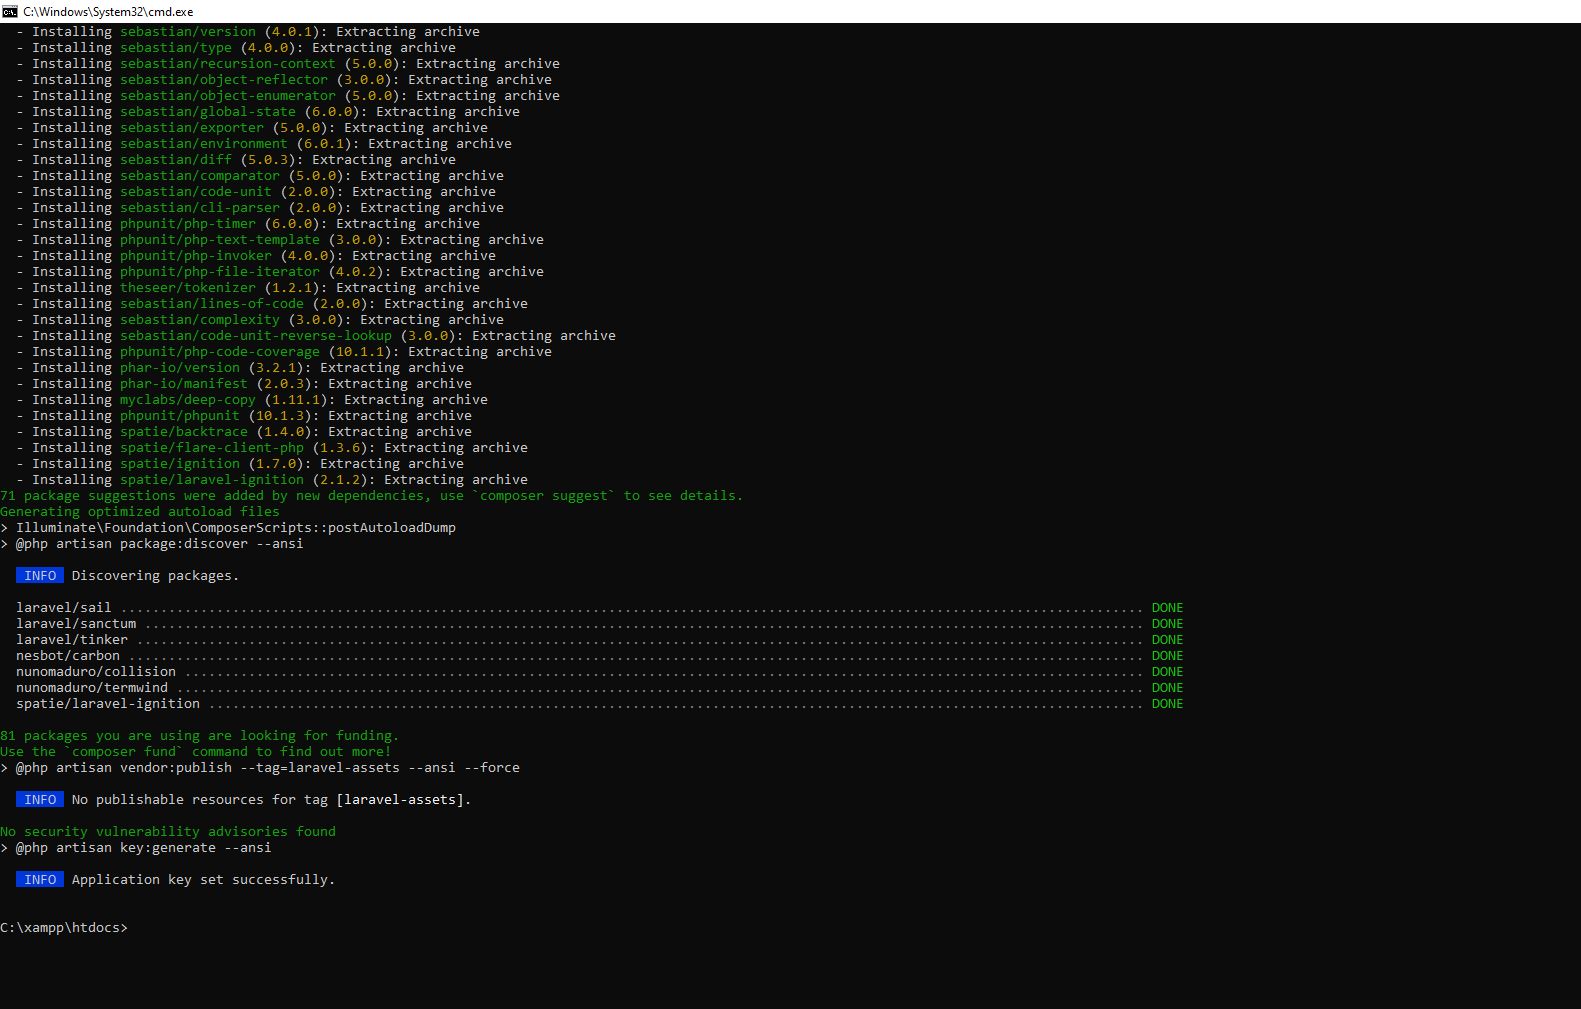 C:\Windows\System32\cmd.exe
- Installing sebastian/version (4.0.1): Extracting archive
- Installing sebastian/type (4.0.0): Extracting archive
- Installing sebastian/recursion-context (5.0.0): Extracting archive
- Installing sebastian/object-reflector (3.0.0): Extracting archive
- Installing sebastian/object-enumerator (5.0.0): Extracting archive
- Installing sebastian/global-state (6.0.0): Extracting archive
- Installing sebastian/exporter (5.0.0): Extracting archive
- Installing sebastian/environment (6.0.1): Extracting archive
- Installing sebastian/diff (5.0.3): Extracting archive
- Installing sebastian/comparator (5.0.0): Extracting archive
- Installing sebastian/code-unit (2.0.0): Extracting archive
- Installing sebastian/cli-parser (2.0.0): Extracting archive
- Installing phpunit/php-timer (6.0.0): Extracting archive
- Installing phpunit/php-text-template (3.0.0): Extracting archive
- Installing phpunit/php-invoker (4.0.0): Extracting archive
- Installing phpunit/php-file-iterator (4.0.2): Extracting archive
- Installing theseer/tokenizer (1.2.1): Extracting archive
- Installing sebastian/lines-of-code (2.0.0): Extracting archive
- Installing sebastian/complexity (3.0.0): Extracting archive
- Installing sebastian/code-unit-reverse-lookup (3.0.0): Extracting archive
- Installing phpunit/php-code-coverage (10.1.1): Extracting archive
- Installing phar-io/version (3.2.1): Extracting archive
- Installing phar-io/manifest (2.0.3): Extracting archive
- Installing myclabs/deep-copy (1.11.1): Extracting archive
- Installing phpunit/phpunit (10.1.3): Extracting archive
- Installing spatie/backtrace (1.4.0): Extracting archive
- Installing spatie/flare-client-php (1.3.6): Extracting archive
- Installing spatie/ignition (1.7.0): Extracting archive
- Installing spatie/laravel-ignition (2.1.2): Extracting archive
71 package suggestions were added by new dependencies, use `composer suggest` to see details.
Generating optimized autoload files
> Illuminate\Foundation\ComposerScripts::postAutoloadDump
> @php artisan package:discover --ansi
INFO Discovering packages.
laravel/sail ................................................................................................................................ DONE
laravel/sanctum ............................................................................................................................. DONE
laravel/tinker .............................................................................................................................. DONE
nesbot/carbon ............................................................................................................................... DONE
nunomaduro/collision ........................................................................................................................ DONE
nunomaduro/termwind ......................................................................................................................... DONE
spatie/laravel-ignition ..................................................................................................................... DONE
81 packages you are using are looking for funding.
Use the `composer fund` command to find out more!
> @php artisan vendor:publish --tag=laravel-assets --ansi --force
INFO No publishable resources for tag [laravel-assets].
No security vulnerability advisories found
> @php artisan key:generate --ansi
INFO Application key set successfully.
C:\xampp\htdocs>